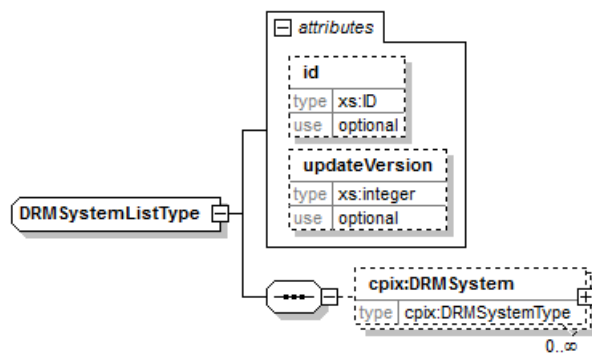 attributes
id
type xs:ID
use optional
updateVersion
type xs:integer
use optional
DRMSystemListType
cpix:DRMSystem
type cpix:DRMSystemType
0..∞